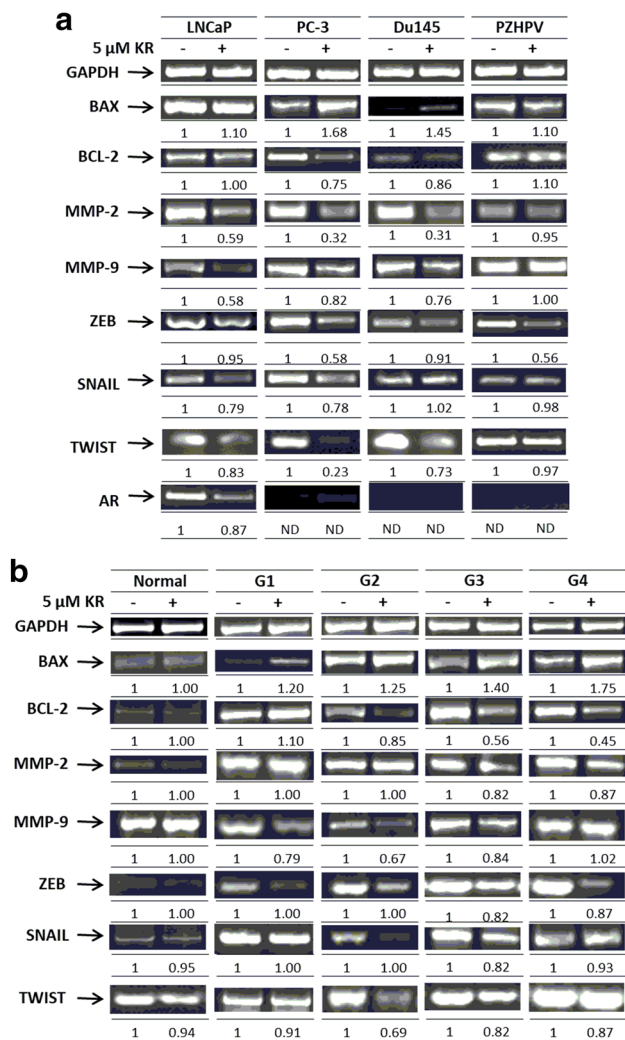 a
LNCaP PC-3 Du145 PZHPV
5 µM KR - + - + - + - +
GAPDH
BAX
1 1.10 1 1.68 1 1.45 1 1.10
BCL-2
1 1.00 1 0.75 1 0.86 1 1.10
MMP-2
1 0.59 1 0.32 1 0.31 1 0.95
MMP-9
1 0.58 1 0.82 1 0.76 1 1.00
ZEB
1 0.95 1 0.58 1 0.91 1 0.56
SNAIL
1 0.79 1 0.78 1 1.02 1 0.98
TWIST
1 0.83 1 0.23 1 0.73 1 0.97
AR
1 0.87 ND ND ND ND ND ND
b
Normal G1 G2 G3 G4
5 µM KR - + - + - + - + - +
GAPDH
BAX
1 1.00 1 1.20 1 1.25 1 1.40 1 1.75
BCL-2
1 1.00 1 1.10 1 0.85 1 0.56 1 0.45
MMP-2
1 1.00 1 1.00 1 1.00 1 0.82 1 0.87
MMP-9
1 1.00 1 0.79 1 0.67 1 0.84 1 1.02
ZEB
1 1.00 1 1.00 1 1.00 1 0.82 1 0.87
SNAIL
1 0.95 1 1.00 1 1.00 1 0.82 1 0.93
TWIST
1 0.94 1 0.91 1 0.69 1 0.82 1 0.87